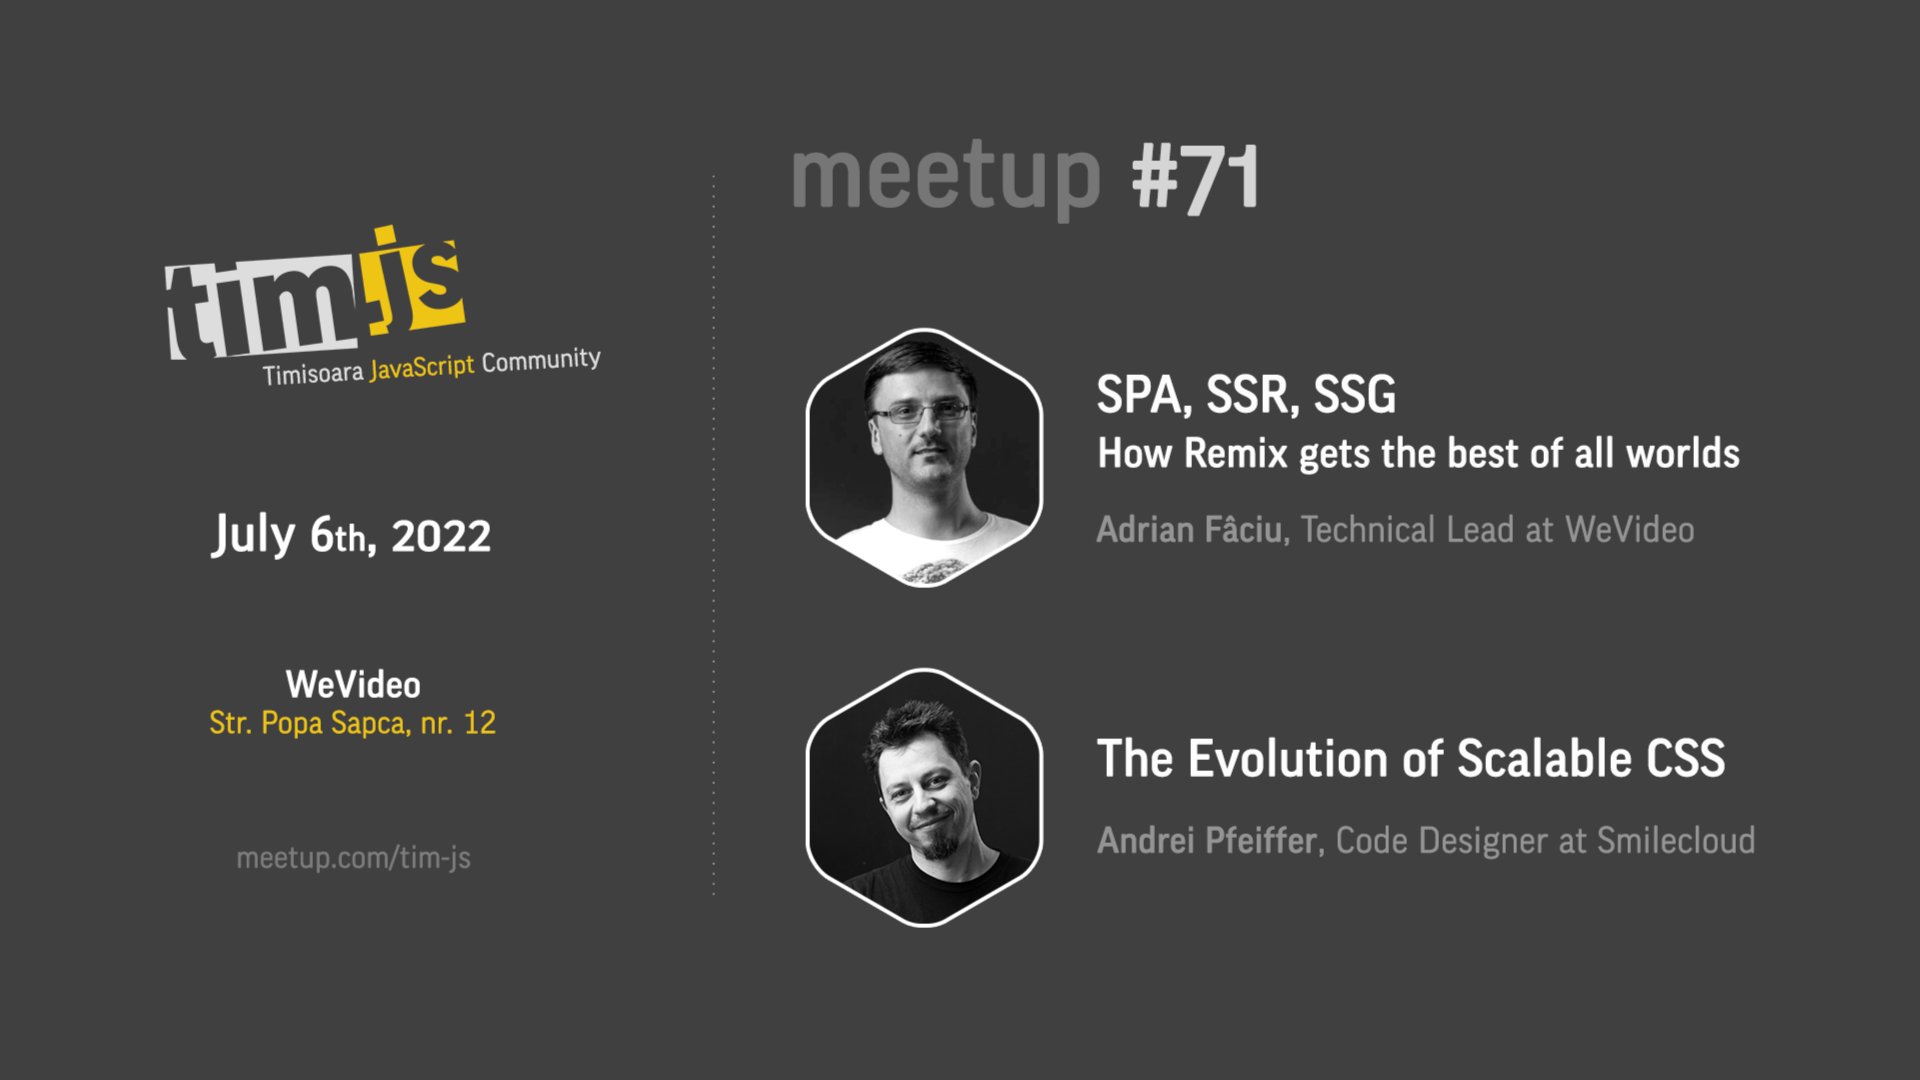 tim.js
Timisoara JavaScript Community
July 6th, 2022
WeVideo
Str. Popa Sapca, nr. 12
meetup.com/tim-js
meetup #71
SPA, SSR, SSG
How Remix gets the best of all worlds
Adrian Fâciu, Technical Lead at WeVideo
The Evolution of Scalable CSS
Andrei Pfeiffer, Code Designer at Smilecloud